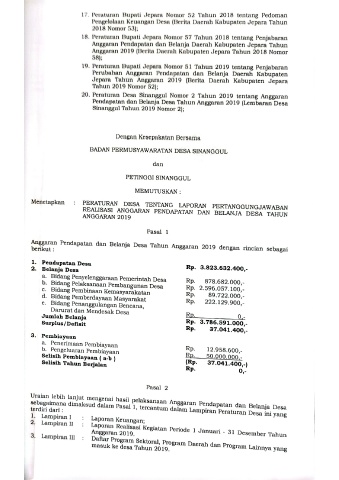 17. Peraturan Bupati Jepara Nomor 52 Tahun 2018 tentang Pedoman
Pengelolaan Keuangan Desa (Berita Daerah Kabupaten Jepara Tahun
2018 Nomor 53);
18. Peraturan Bupati Jepara Nomor 57 Tahun 2018 tentang Penjabaran
Anggaran Pendapatan dan Belanja Daerah Kabupaten Jepara Tahun
Anggaran 2019 (Berita Daerah Kabupaten Jepara Tahun 2018 Nomor
58);
19. Peraturan Bupati Jepara Nomor 51 Tahun 2019 tentang Penjabaran
Perubahan Anggaran Pendapatan dan Belanja Daerah Kabupaten
Jepara Tahun Anggaran 2019 (Berita Daerah Kabupaten Jepara
Tahun 2019 Nomor 52);
20. Peraturan Desa Sinanggul Nomor 2 Tahun 2019 tentang Anggaran
Pendapatan dan Belanja Desa Tahun Anggaran 2019 (Lembaran Desa
Sinanggul Tahun 2019 Nomor 2);
Dengan Kesepakatan Bersama
BADAN PERMUSYAWARATAN DESA SINANGGUL
dan
PETINGGI SINANGGUL
MEMUTUSKAN :
Menetapkan : PERATURAN DESA TENTANG LAPORAN PERTANGGUNGJAWABAN
REALISASI ANGGARAN PENDAPATAN DAN BELANJA DESA TAHUN
ANGGARAN 2019
Pasal 1
Anggaran Pendapatan dan Belanja Desa Tahun Anggaran 2019 dengan rincian sebagai
berikut :
1. Pendapatan Desa Rp. 3.823.632.400,-
2. Belanja Desa
a. Bidang Penyelenggaraan Pemerintah Desa Rp. 878.682.000,-
b. Bidang Pelaksanaan Pembangunan Desa Rp. 2.596.057.100,-
c. Bidang Pembinaan Kemasyarakatan Rp. 89.722.000,-
d. Bidang Pemberdayaan Masyarakat Rp. 222.129.900,-
e. Bidang Penanggulangan Bencana,
Darurat dan Mendesak Desa Rp. 0,-
Jumlah Belanja Rp. 3.786.591.000,-
Surplus/Defisit Rp. 37.041.400,-
3. Pembiayaan
a. Penerimaan Pembiayaan Rp. 12.958.600,-
b. Pengeluaran Pembiayaan Rp. 50.000.000,-
Selisih Pembiayaan ( a-b ) (Rp. 37.041.400,-)
Selisih Tahun Berjalan Rp. 0,-
Pasal 2
Uraian lebih lanjut mengenai hasil pelaksanaan Anggaran Pendapatan dan Belanja Desa
sebagaimana dimaksud dalam Pasal 1, tercantum dalam Lampiran Peraturan Desa ini yang
terdiri dari :
1. Lampiran I : Laporan Keuangan;
2. Lampiran II : Laporan Realisasi Kegiatan Periode 1 Januari - 31 Desember Tahun
Anggaran 2019.
3. Lampiran III : Daftar Program Sektoral, Program Daerah dan Program Lainnya yang
masuk ke desa Tahun 2019.